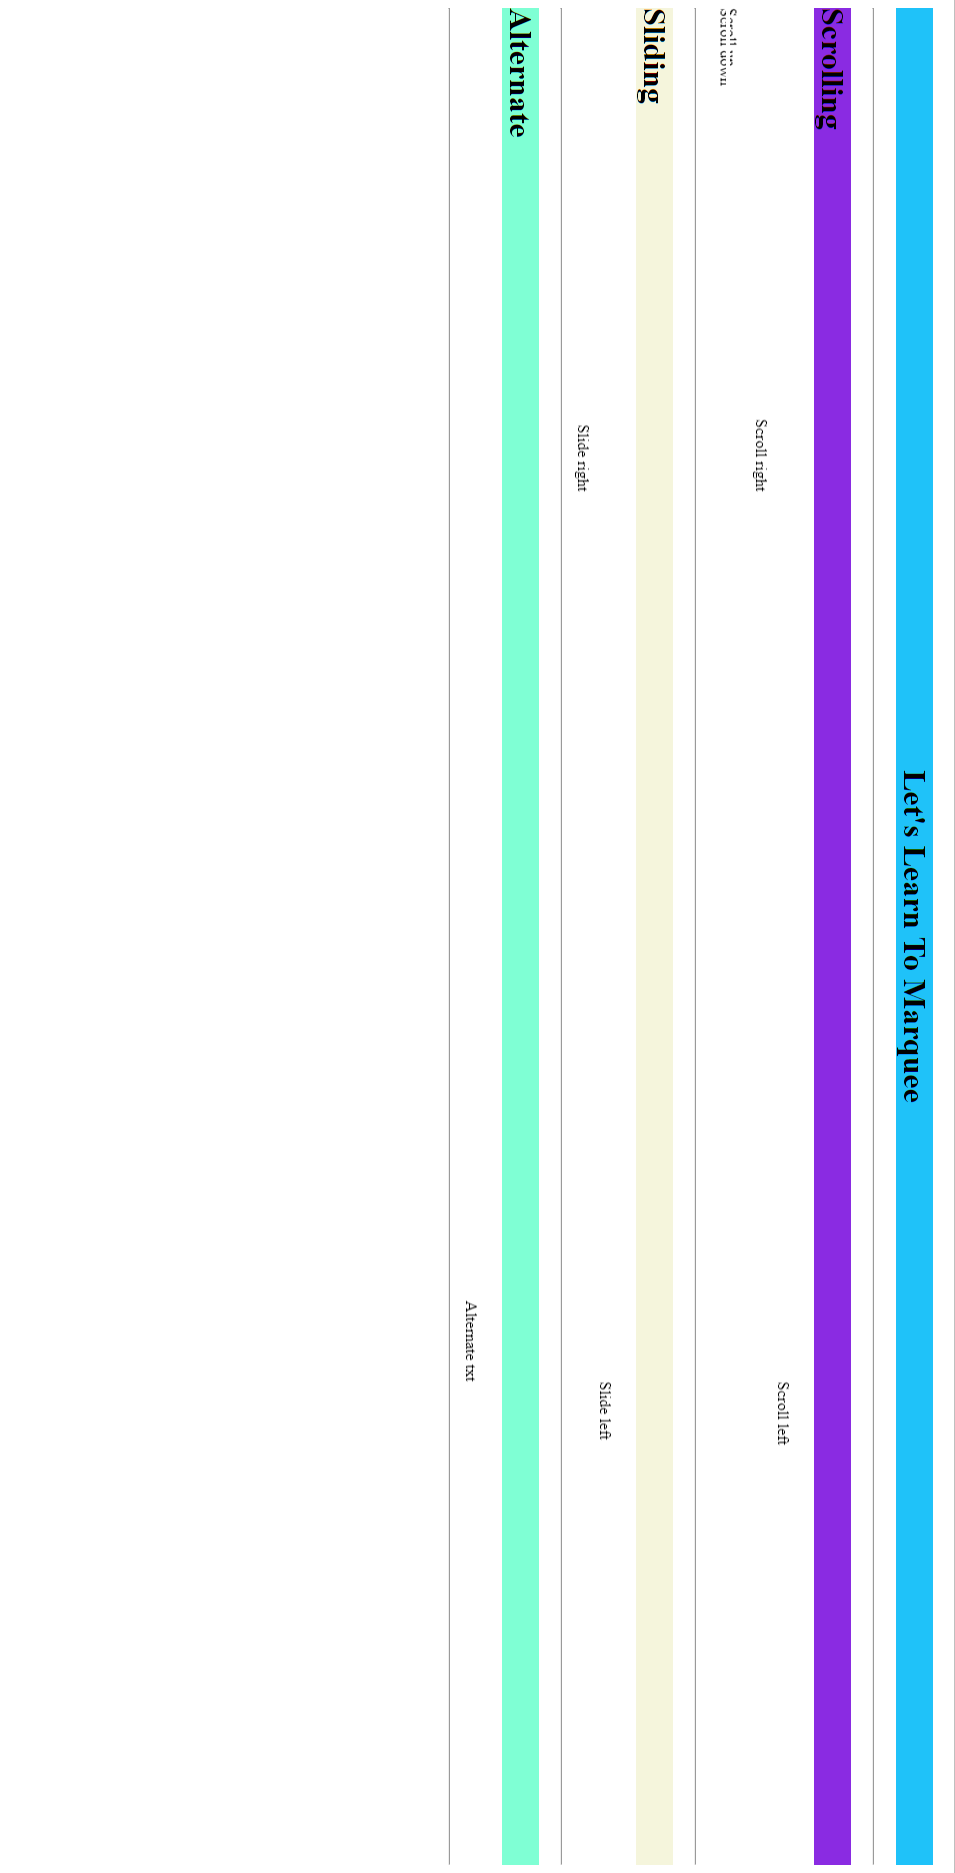 Let's Learn To Marquee
Scrolling
Scroll left
Scroll right
Scroll up
Scroll down
Sliding
Slide left
Slide right
Alternate
Alternate txt